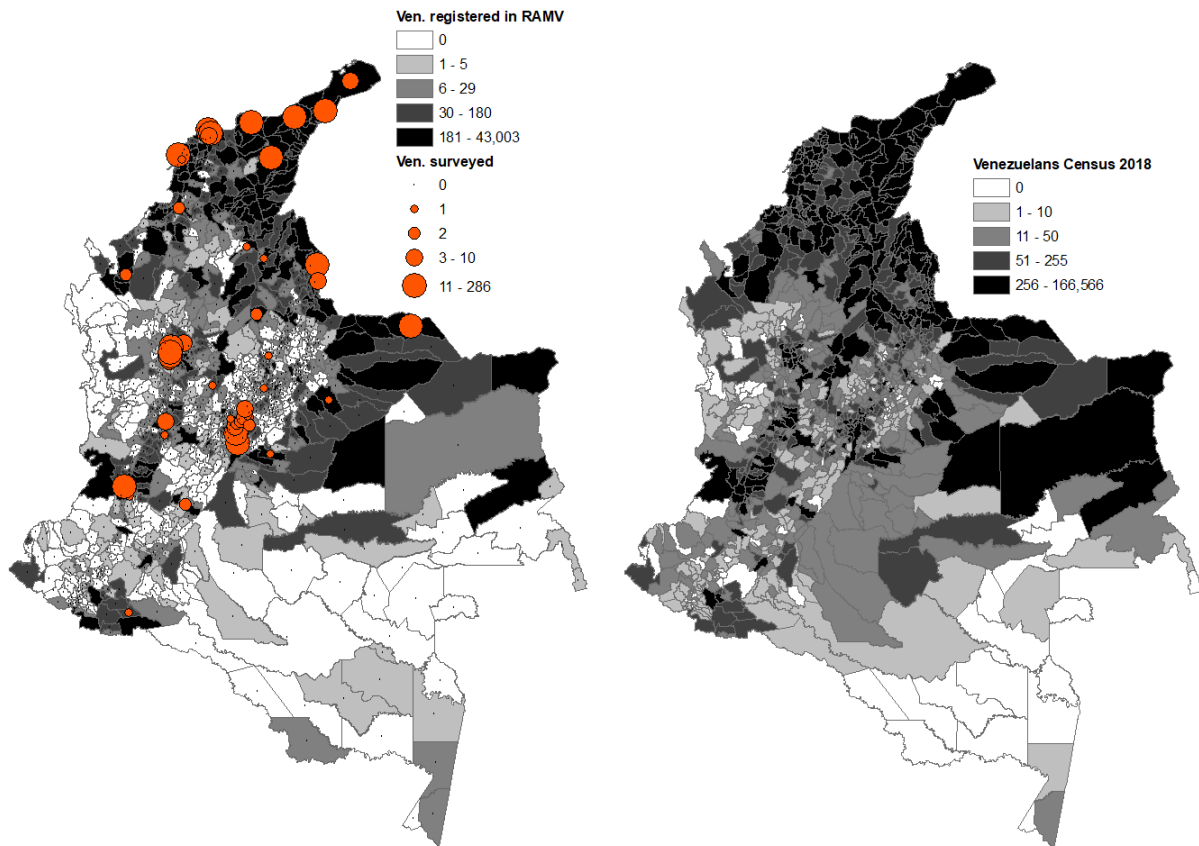 Ven. registered in RAMV
0
1 - 5
6 - 29
30 - 180
181 - 43,003
Ven. surveyed
0
1
2
3 - 10
11 - 286
Venezuelans Census 2018
0
1 - 10
11 - 50
51 - 255
256 - 166,566